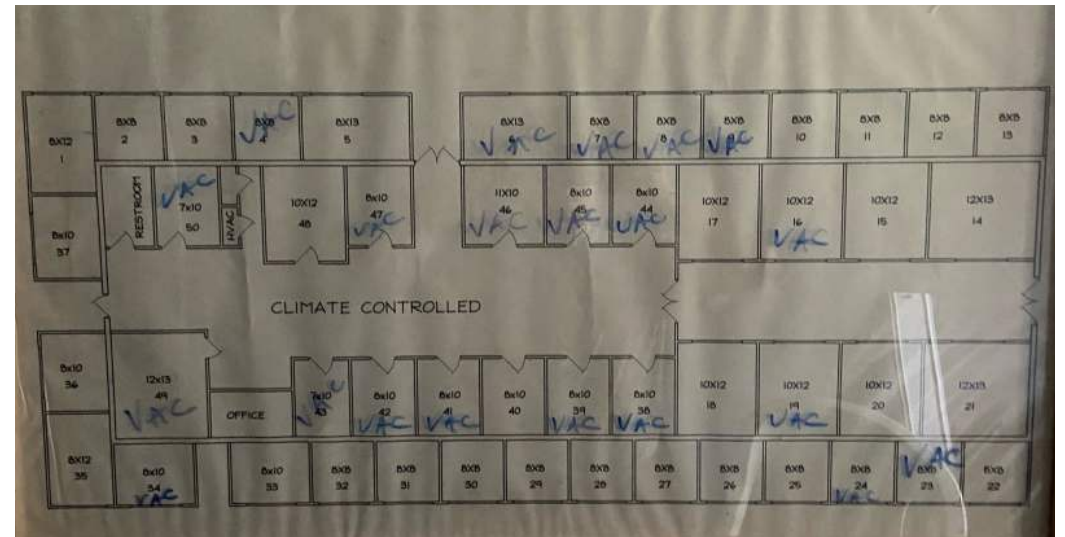 8X12
1
8X8
2
8X8
3
8X8
4
VAC
8X13
5
8X13
6
VAC
8X8
7
VAC
8X8
8
VAC
8X8
9
VAC
8X8
10
8X8
11
8X8
12
8X8
13
8x10
37
RESTROOM
VAC
7x10
50
HVAC
10X12
48
8x10
47
VAC
11X10
46
VAC
8x10
45
VAC
8x10
44
VAC
10X12
17
10X12
16
VAC
10X12
15
12X13
14
CLIMATE CONTROLLED
8x10
36
12x13
49
VAC
OFFICE
7x10
43
VAC
8x10
42
VAC
8x10
41
VAC
8x10
40
8x10
39
VAC
8x10
38
VAC
10X12
18
10X12
19
VAC
10X12
20
12X13
21
8X12
35
8x10
34
VAC
8x10
33
8X8
32
8X8
31
8X8
30
8X8
29
8X8
28
8X8
27
8X8
26
8X8
25
8X8
24
VAC
VAC
8X8
23
8X8
22